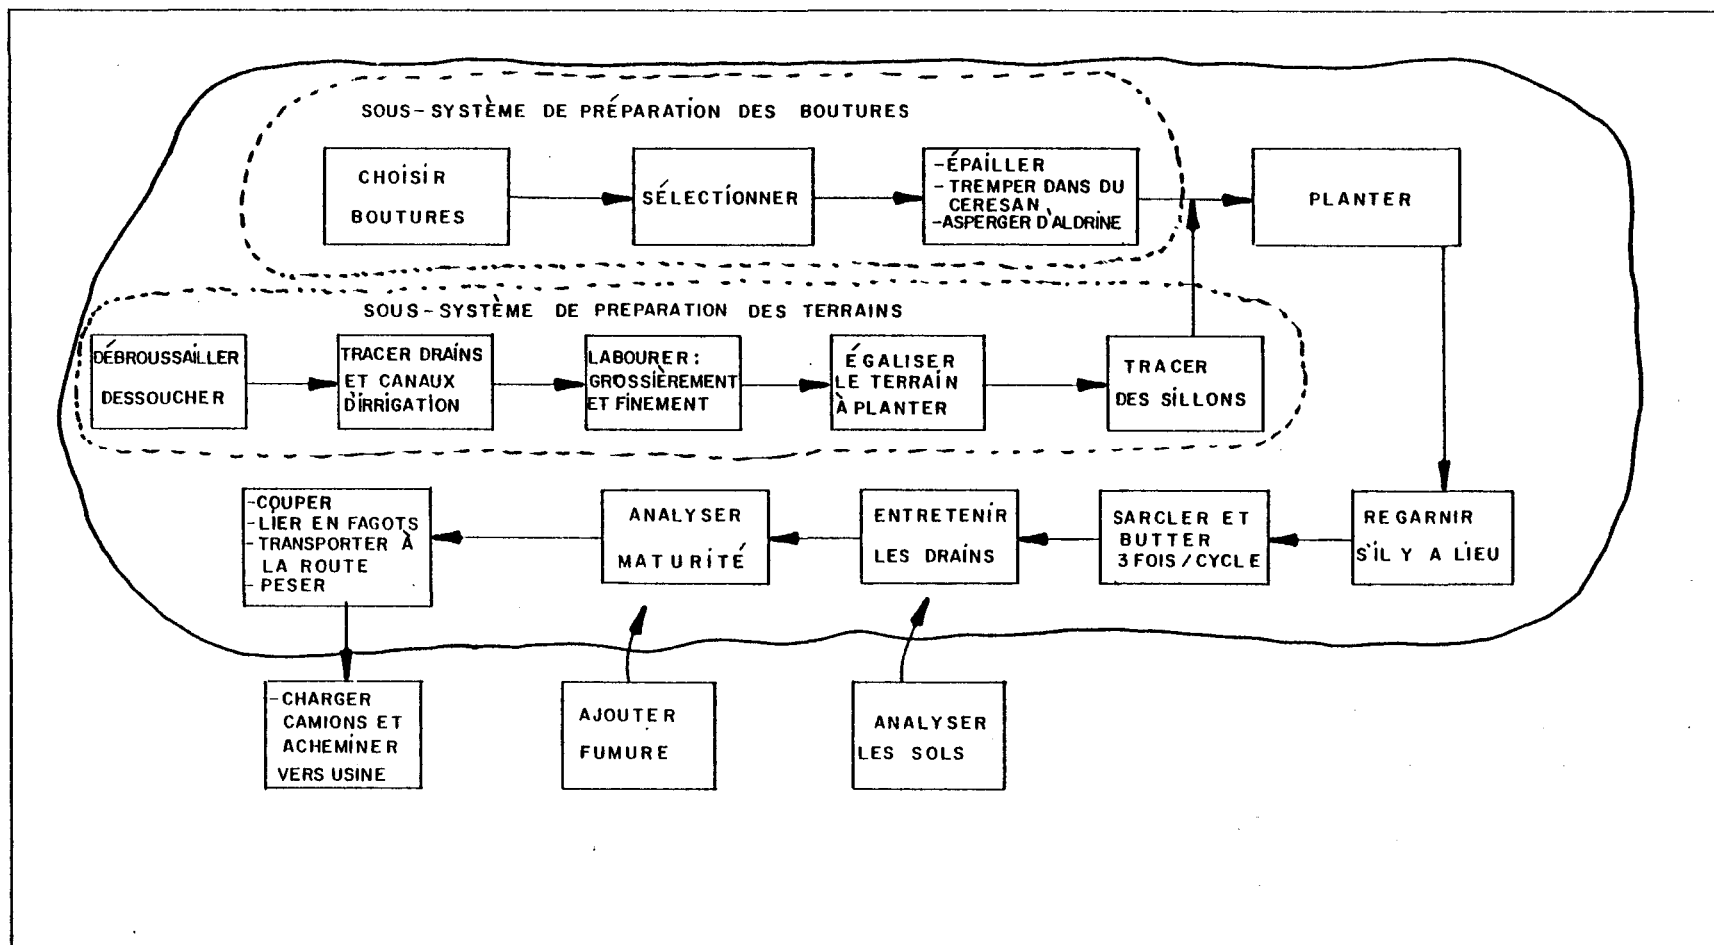 SOUS-SYSTÈME DE PRÉPARATION DES BOUTURES
CHOISIR
BOUTURES
SÉLECTIONNER
-ÉPAILLER
-TREMPER DANS DU
CERESAN
-ASPERGER D'ALDRINE
PLANTER
SOUS-SYSTÈME DE PREPARATION DES TERRAINS
DÉBROUSSAILLER
DESSOUCHER
TRACER DRAINS
ET CANAUX
D'IRRIGATION
LABOURER :
GROSSIÈREMENT
ET FINEMENT
ÉGALISER
LE TERRAIN
À PLANTER
TRACER
DES SILLONS
-COUPER
-LIER EN FAGOTS
-TRANSPORTER À
LA ROUTE
- PESER
ANALYSER
MATURITÉ
ENTRETENIR
LES DRAINS
SARCLER ET
BUTTER
3 FOIS / CYCLE
REGARNIR
S'IL Y A LIEU
-CHARGER
CAMIONS ET
ACHEMINER
VERS USINE
AJOUTER
FUMURE
ANALYSER
LES SOLS